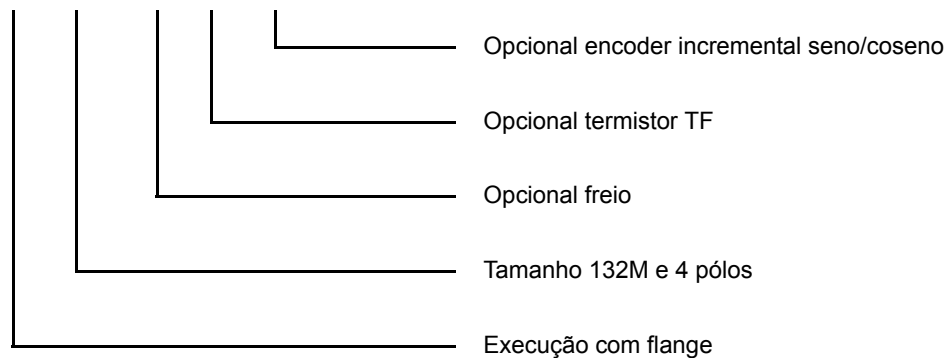 Opcional encoder incremental seno/coseno
Opcional termistor TF
Opcional freio
Tamanho 132M e 4 pólos
Execução com flange